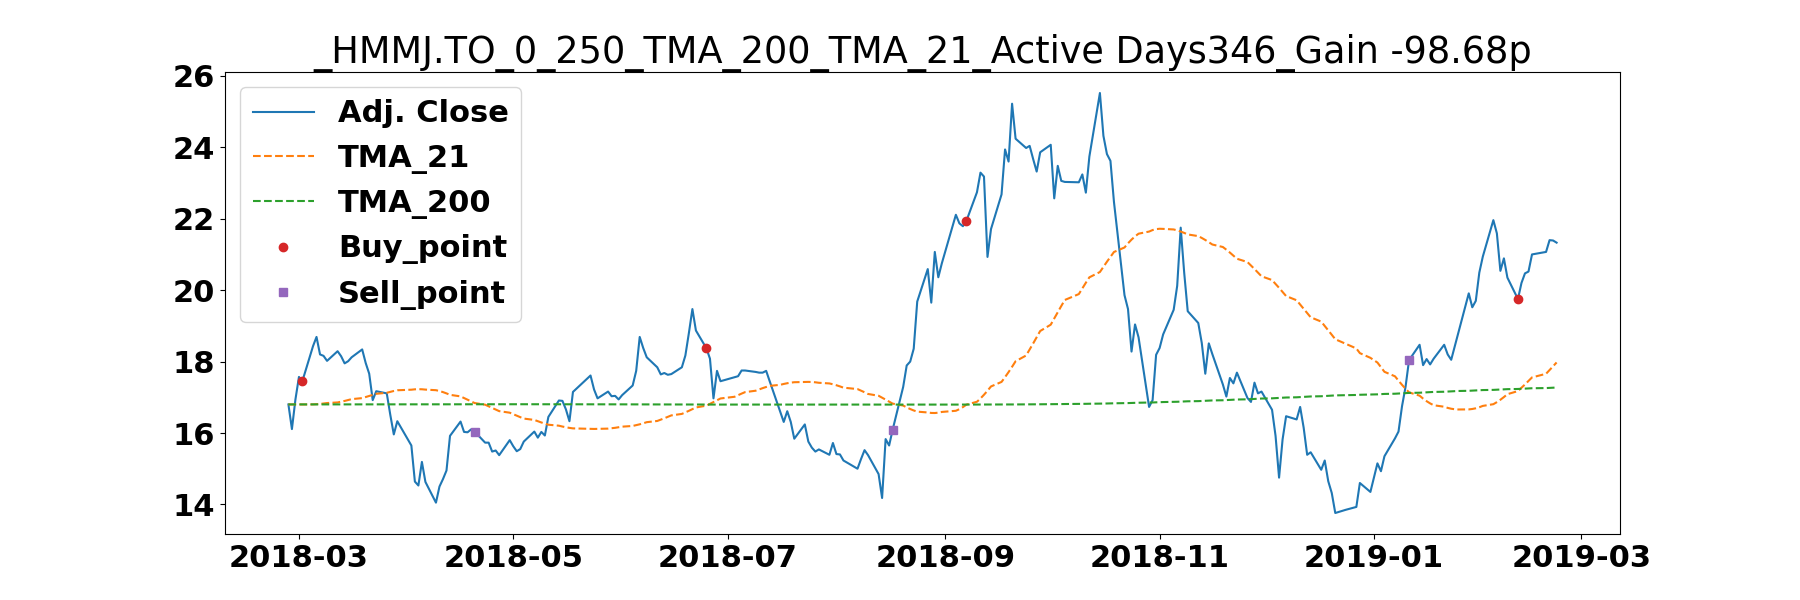 _HMMJ.TO_0_250_TMA_200_TMA_21_Active Days346_Gain -98.68p
26
24
22
20
18
16
14
Adj. Close
TMA_21
TMA_200
Buy_point
Sell_point
2018-03 2018-05 2018-07 2018-09 2018-11 2019-01 2019-03